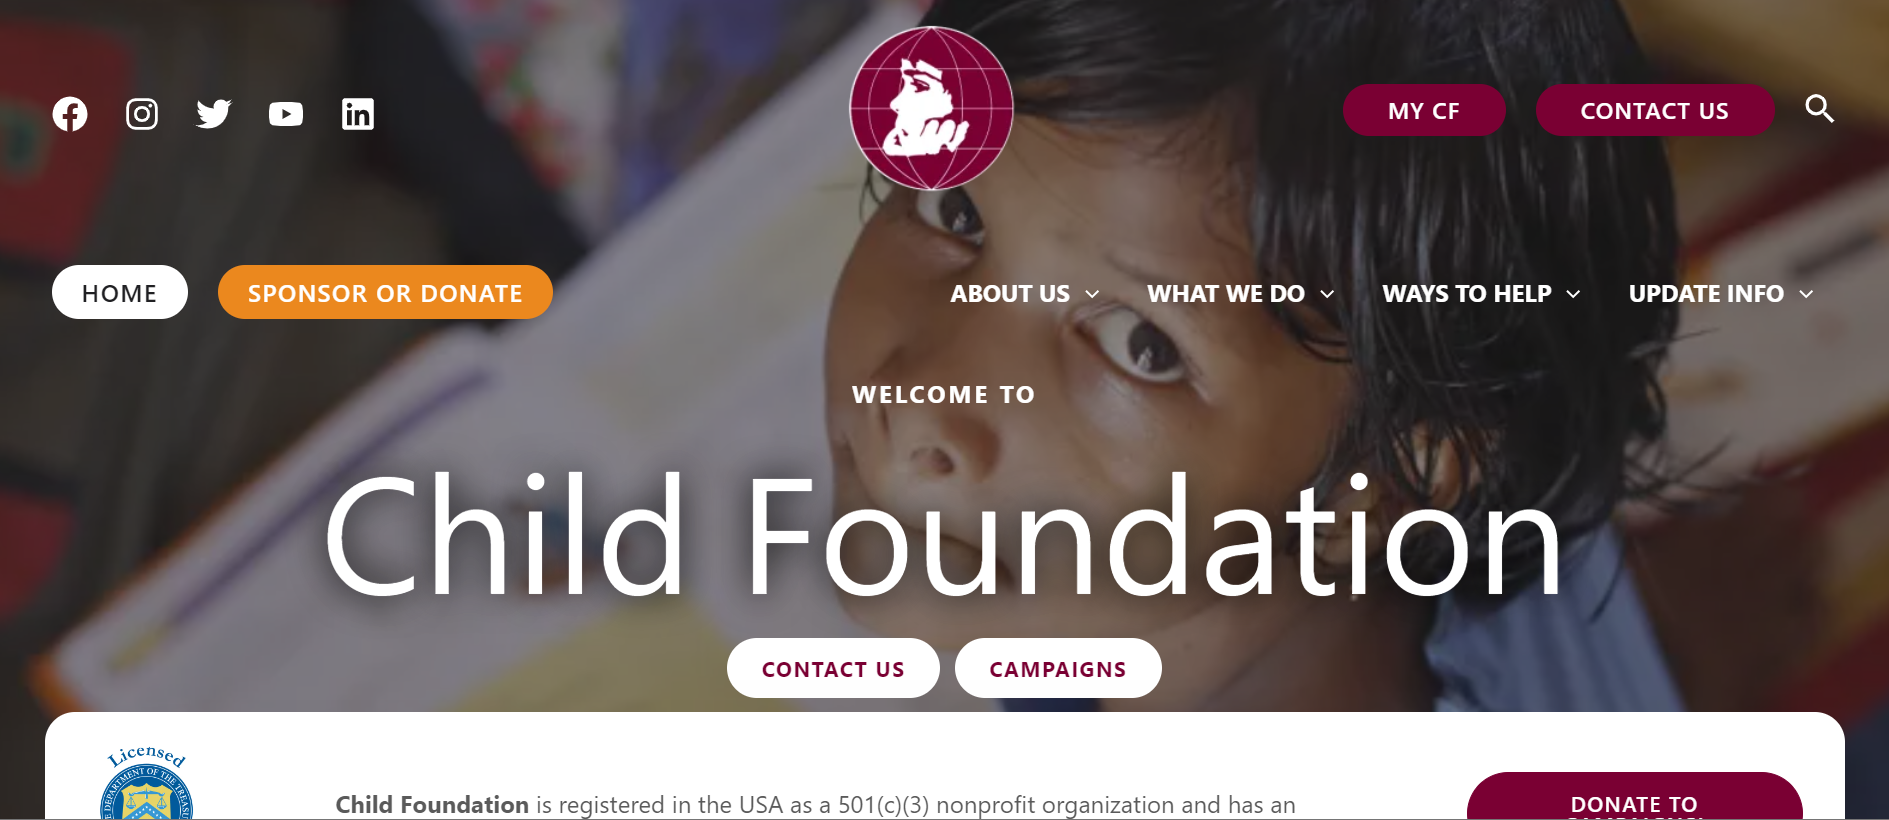 MY CF
CONTACT US
HOME
SPONSOR OR DONATE
ABOUT US
WHAT WE DO
WAYS TO HELP
UPDATE INFO
WELCOME TO
Child Foundation
CONTACT US
CAMPAIGNS
Licensed
DEPARTMENT OF THE TREASU
Child Foundation is registered in the USA as a 501(c)(3) nonprofit organization and has an
DONATE TO